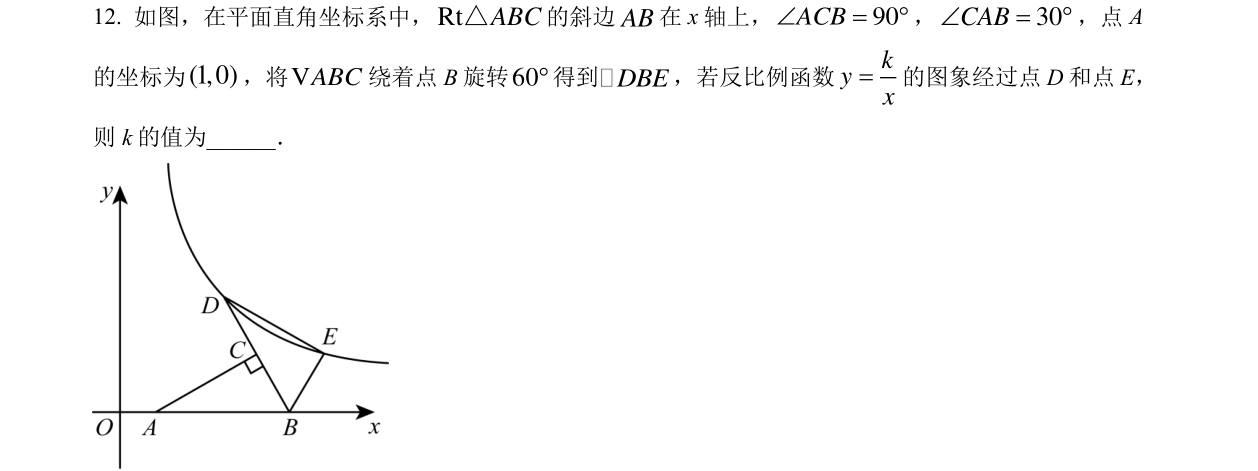 12. 如图，在平面直角坐标系中，Rt△ABC 的斜边 AB 在 x 轴上，∠ACB = 90°，∠CAB = 30°，点 A
的坐标为(1,0)，将VABC 绕着点 B 旋转60° 得到□DBE，若反比例函数 y = k/x 的图象经过点 D 和点 E，
则 k 的值为______．
y
D
E
C
O A B x